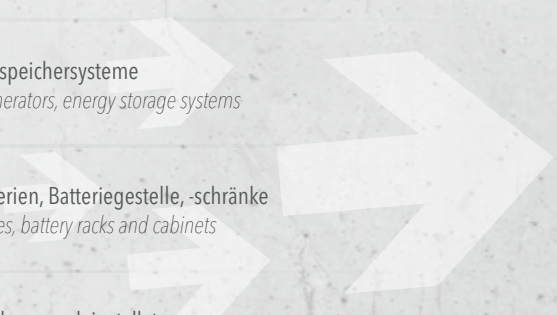 speichersysteme
nerators, energy storage systems
erien, Batteriegestelle, -schränke
es, battery racks and cabinets